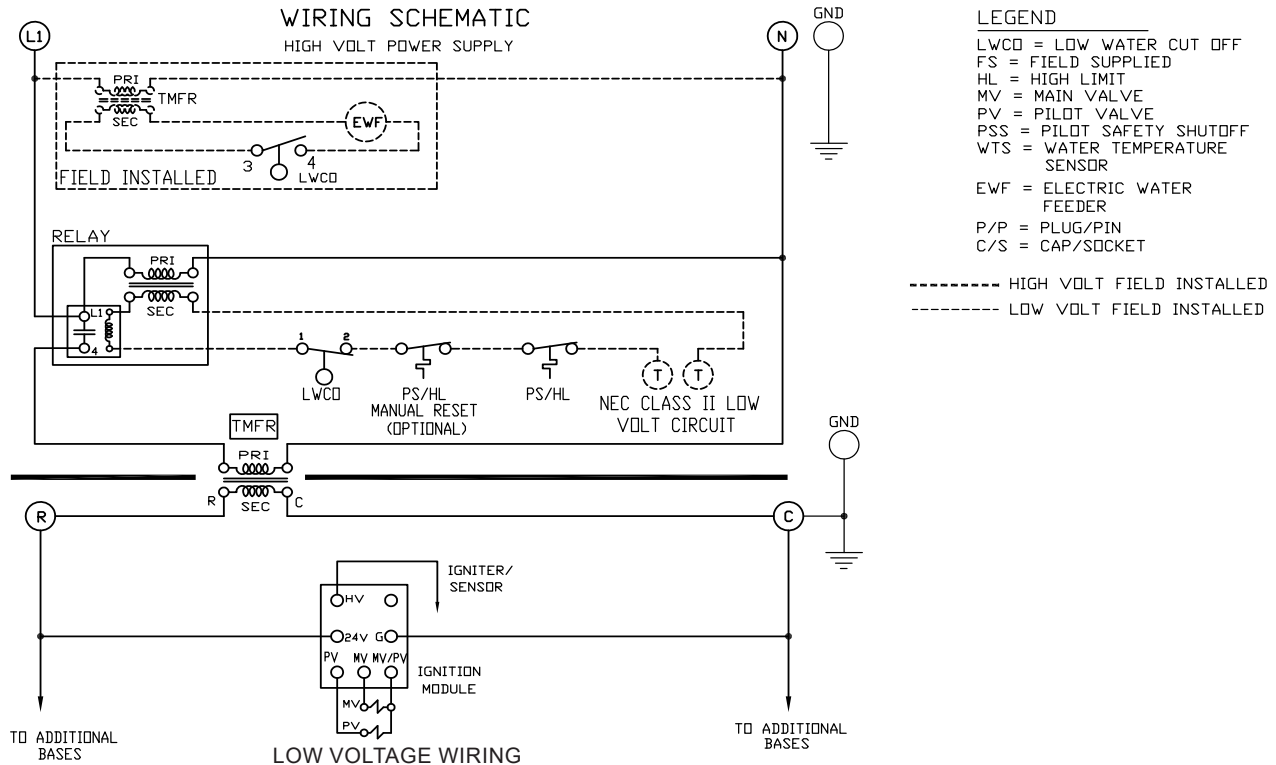 WIRING SCHEMATIC
HIGH VOLT POWER SUPPLY
L1
N
GND
PRI
TMFR
SEC
EWF
3
4
LWCO
FIELD INSTALLED
RELAY
PRI
SEC
L1
4
1
2
LWCO
PS/HL
MANUAL RESET
(OPTIONAL)
PS/HL
T
T
NEC CLASS II LOW
VOLT CIRCUIT
TMFR
PRI
R
SEC
C
GND
R
C
IGNITER/
SENSOR
HV
24V
G
PV
MV
MV/PV
IGNITION
MODULE
MV
PV
TO ADDITIONAL
BASES
TO ADDITIONAL
BASES
LOW VOLTAGE WIRING
LEGEND
LWCO = LOW WATER CUT OFF
FS = FIELD SUPPLIED
HL = HIGH LIMIT
MV = MAIN VALVE
PV = PILOT VALVE
PSS = PILOT SAFETY SHUTOFF
WTS = WATER TEMPERATURE
SENSOR
EWF = ELECTRIC WATER
FEEDER
P/P = PLUG/PIN
C/S = CAP/SOCKET
HIGH VOLT FIELD INSTALLED
LOW VOLT FIELD INSTALLED